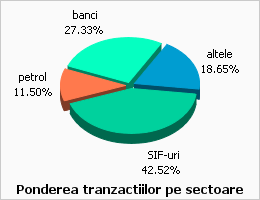 banci
27.33%
altele
18.65%
petrol
11.50%
SIF-uri
42.52%
Ponderea tranzactiilor pe sectoare